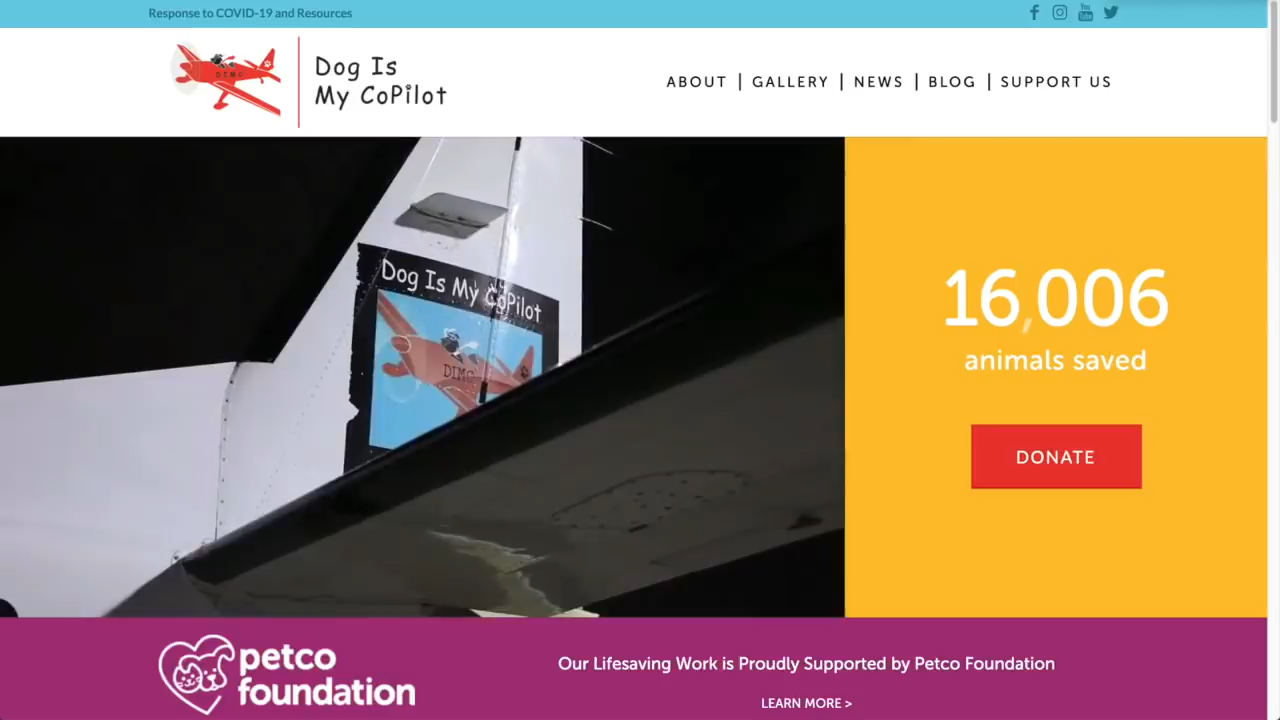 Response to COVID-19 and Resources
DIMC
Dog Is
My CoPilot
ABOUT | GALLERY | NEWS | BLOG | SUPPORT US
Dog Is My CoPilot
DIMC
16,006
animals saved
DONATE
petco
foundation
Our Lifesaving Work is Proudly Supported by Petco Foundation
LEARN MORE >